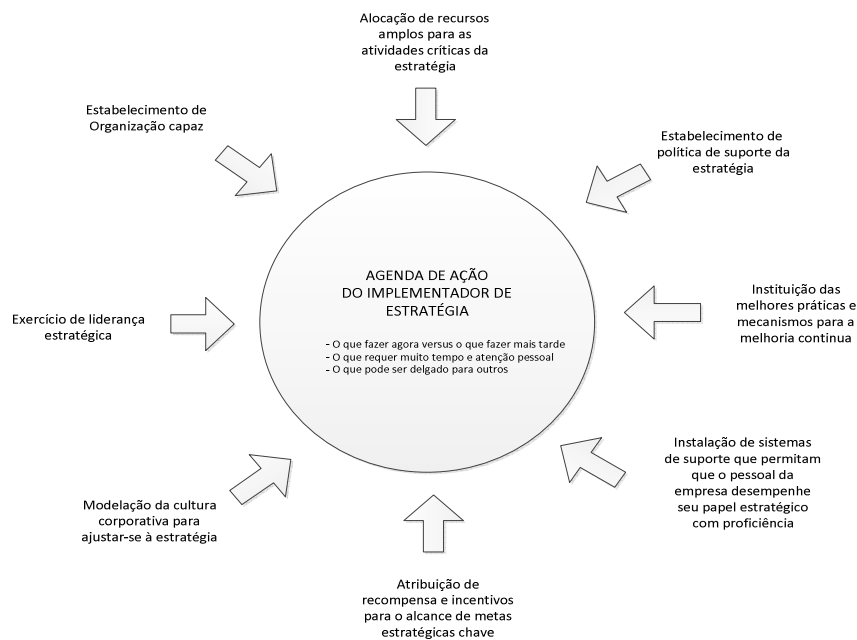 Alocação de recursos
amplos para as
atividades críticas da
estratégia
Estabelecimento de
Organização capaz
Estabelecimento de
política de suporte da
estratégia
AGENDA DE AÇÃO
DO IMPLEMENTADOR DE
ESTRATÉGIA
- O que fazer agora versus o que fazer mais tarde
- O que requer muito tempo e atenção pessoal
- O que pode ser delgado para outros
Instituição das
melhores práticas e
mecanismos para a
melhoria continua
Exercício de liderança
estratégica
Instalação de sistemas
de suporte que permitam
que o pessoal da
empresa desempenhe
seu papel estratégico
com proficiência
Modelação da cultura
corporativa para
ajustar-se à estratégia
Atribuição de
recompensa e incentivos
para o alcance de metas
estratégicas chave